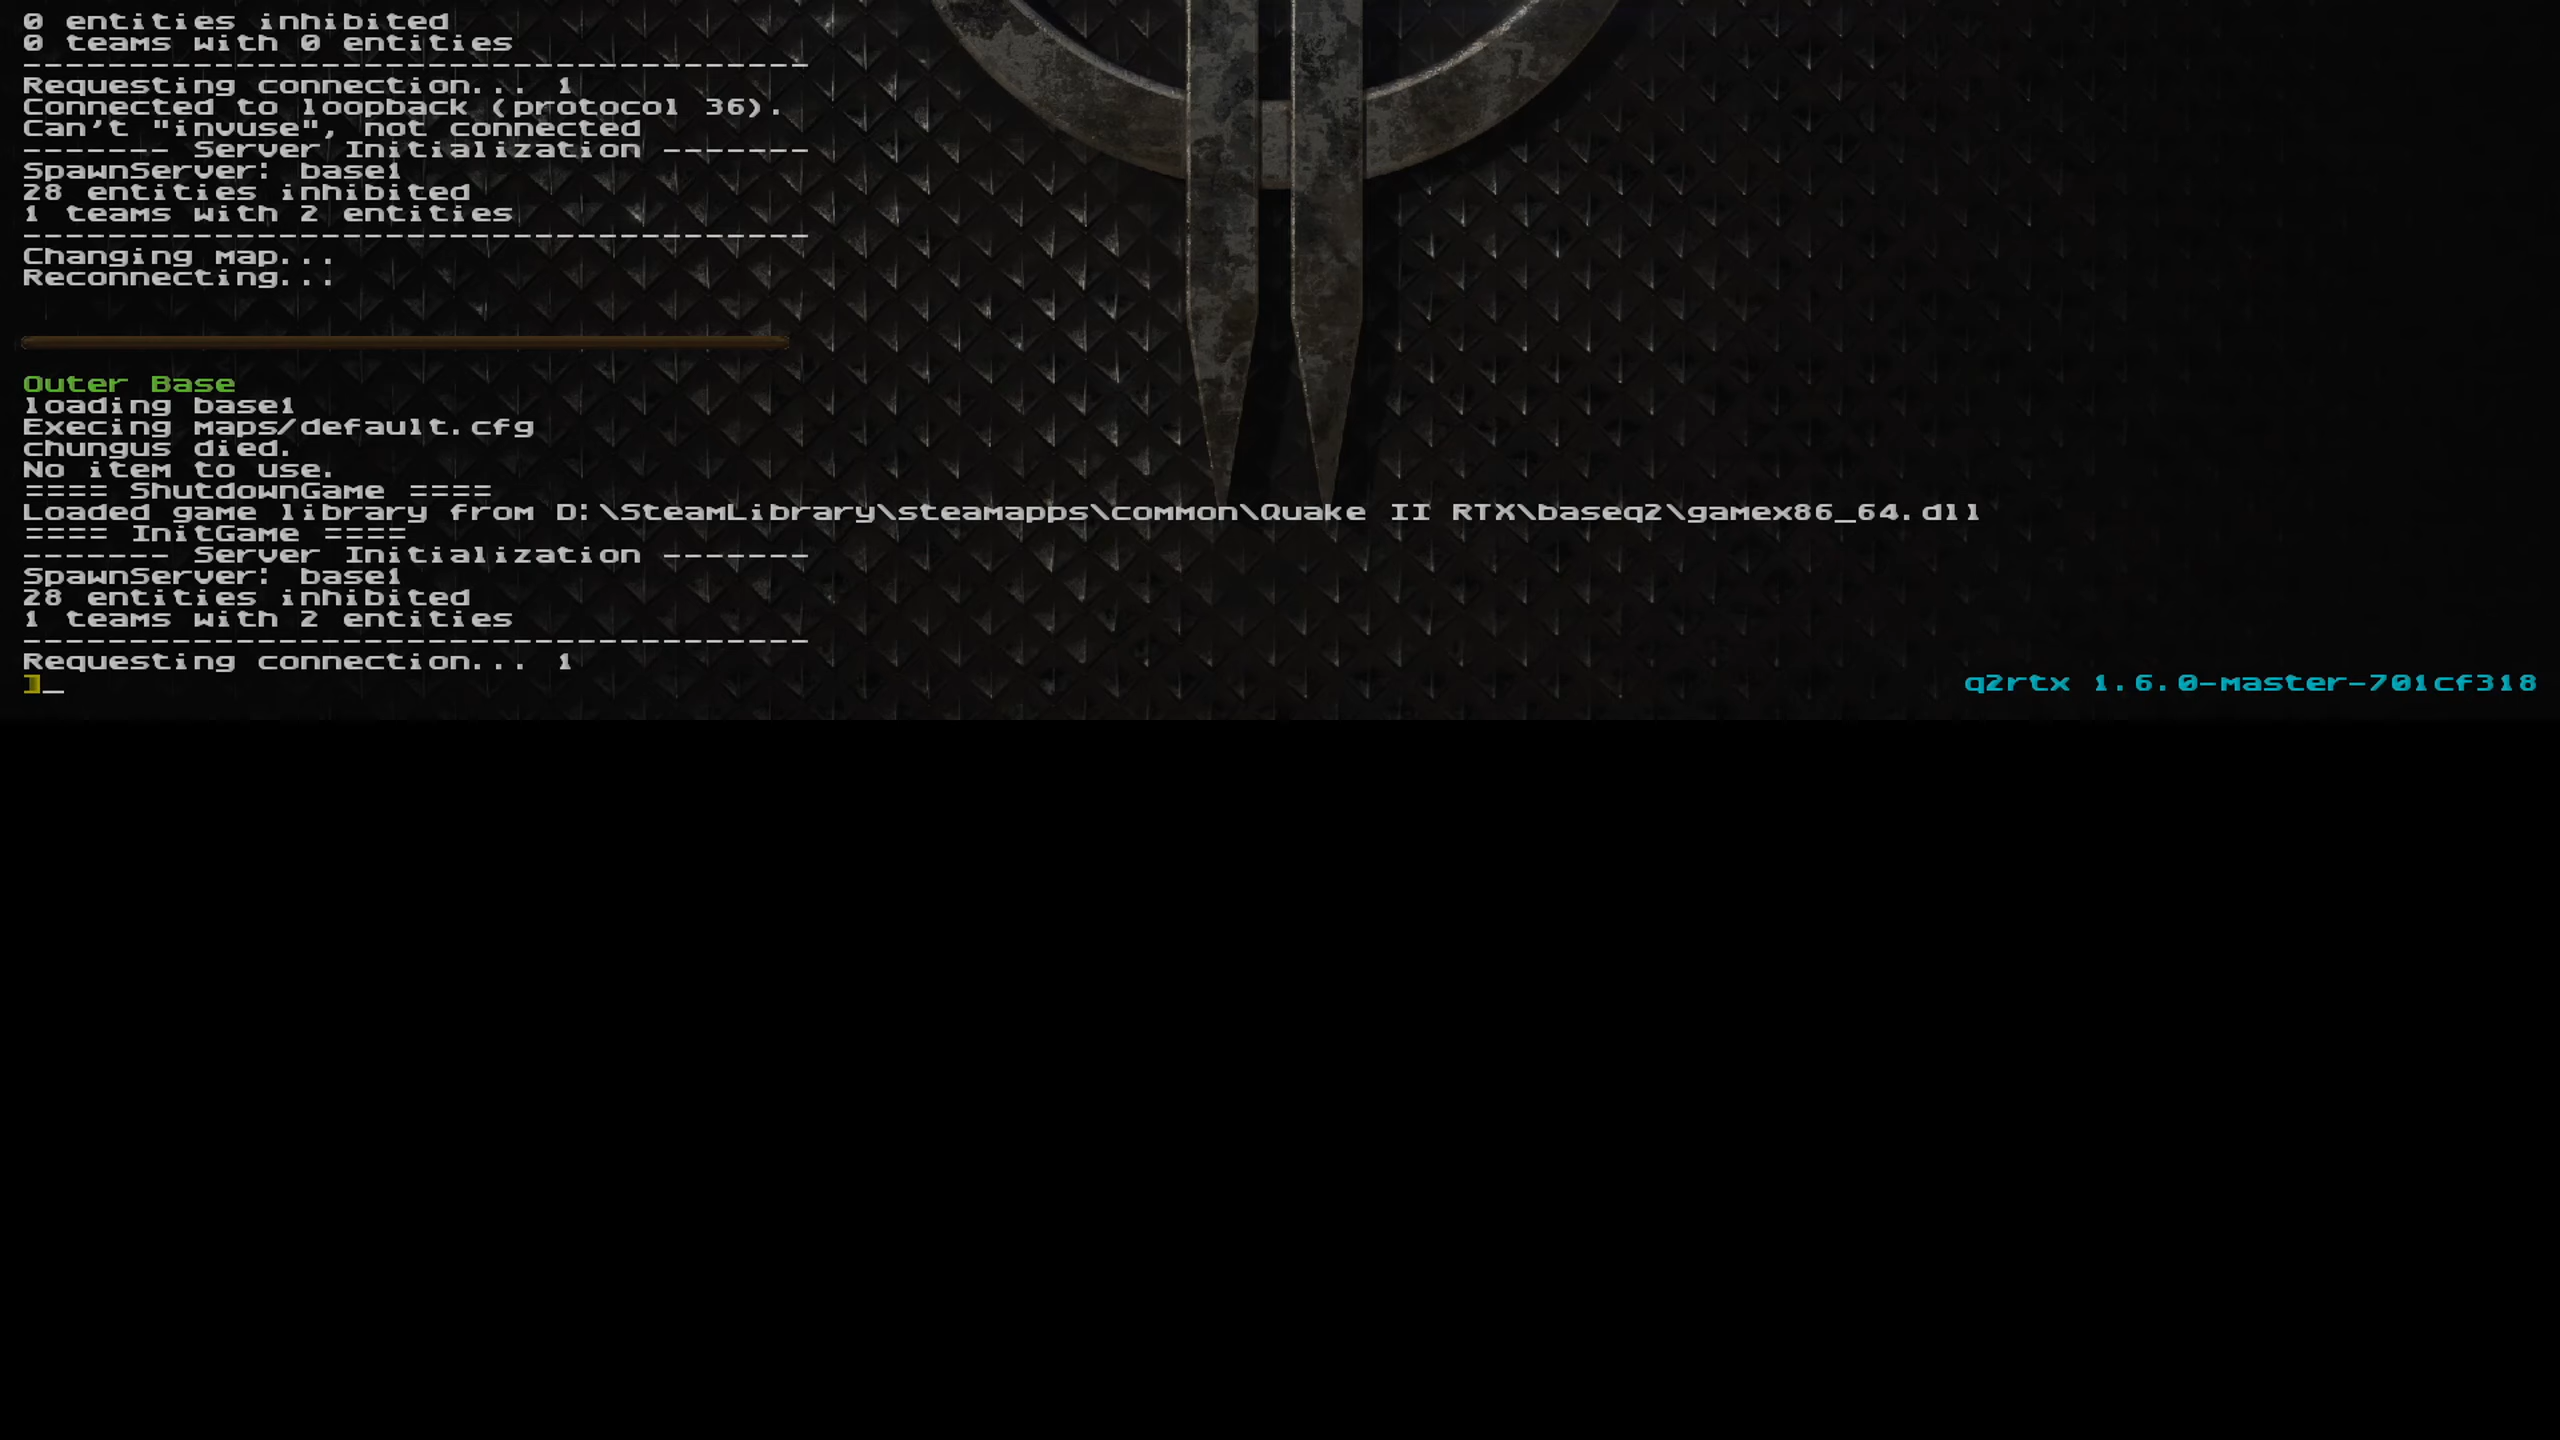 0 entities inhibited
0 teams with 0 entities
-------------------------------------
Requesting connection... 1
Connected to loopback (protocol 36).
Can't "invuse", not connected
------- Server Initialization -------
SpawnServer: base1
28 entities inhibited
1 teams with 2 entities
-------------------------------------
Changing map...
Reconnecting...
Outer Base
loading base1
Execing maps/default.cfg
chungus died.
No item to use.
==== ShutdownGame ====
Loaded game library from D:\SteamLibrary\steamapps\common\Quake II RTX\baseq2\gamex86_64.dll
==== InitGame ====
------- Server Initialization -------
SpawnServer: base1
28 entities inhibited
1 teams with 2 entities
-------------------------------------
Requesting connection... 1
]_
q2rtx 1.6.0-master-701cf318